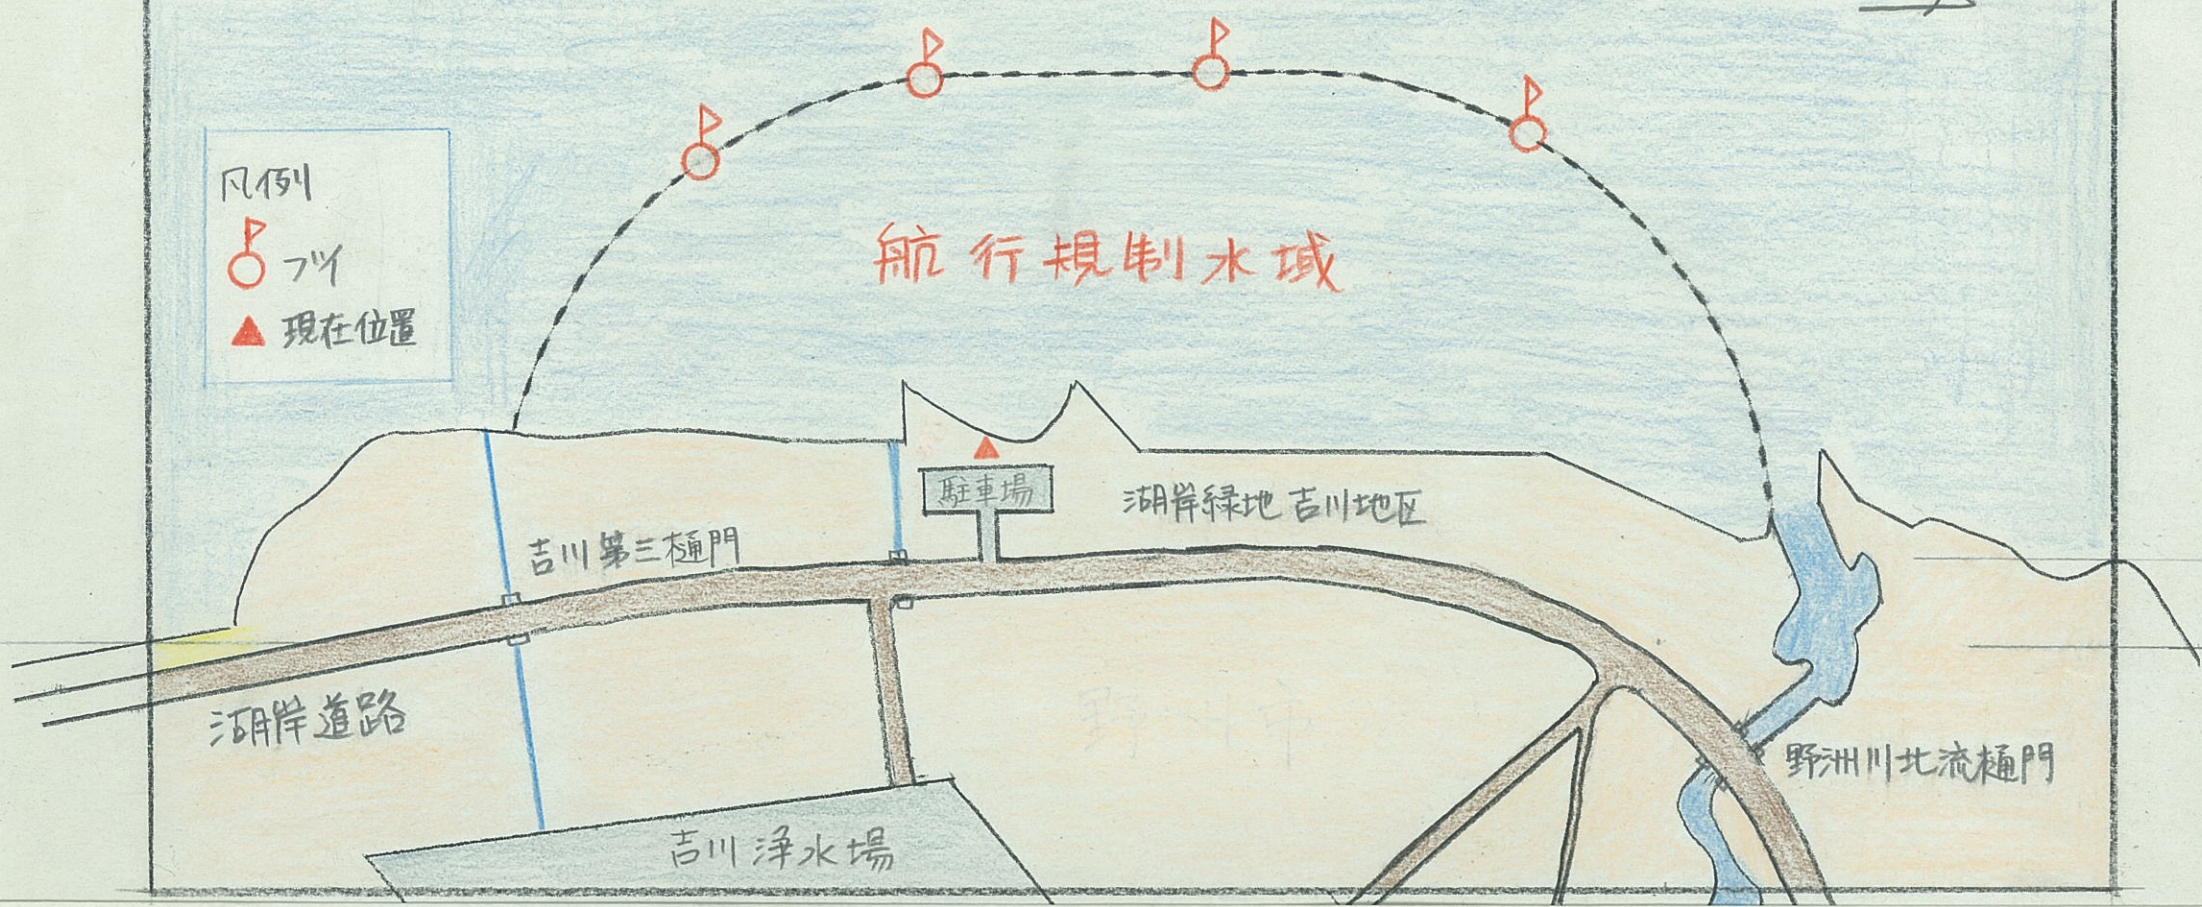 凡例
ブイ
現在位置
航行規制水域
駐車場
湖岸緑地 吉川地区
吉川第三樋門
湖岸道路
野洲川北流樋門
吉川浄水場